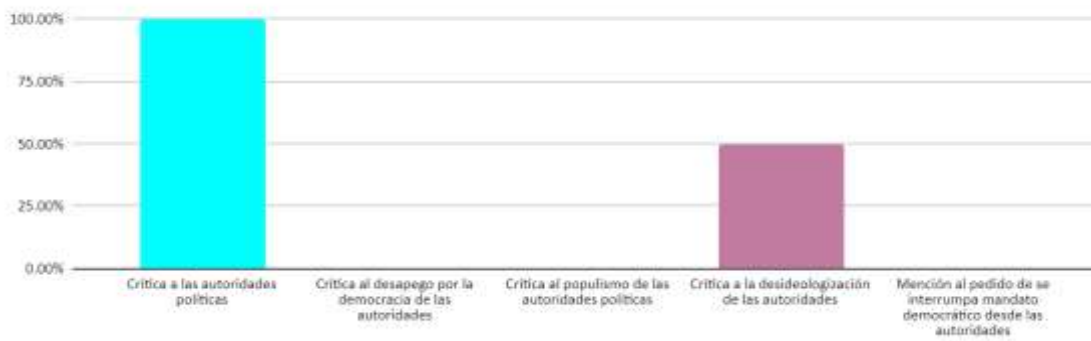 100.00%
75.00%
50.00%
25.00%
0.00%
Crítica a las autoridades
políticas
Crítica al desapego por la
democracia de las
autoridades
Crítica al populismo de las
autoridades políticas
Crítica a la desideologización
de las autoridades
Mención al pedido de se
interrumpa mandato
democrático desde las
autoridades